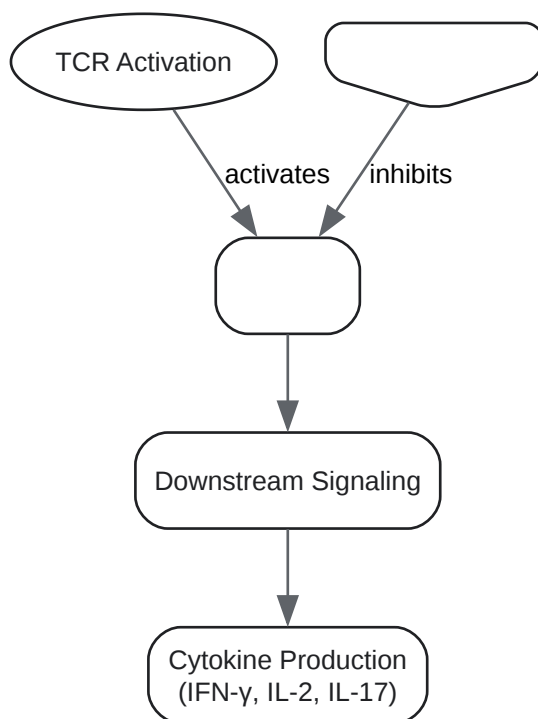 TCR Activation
activates
inhibits
Downstream Signaling
Cytokine Production
(IFN-γ, IL-2, IL-17)